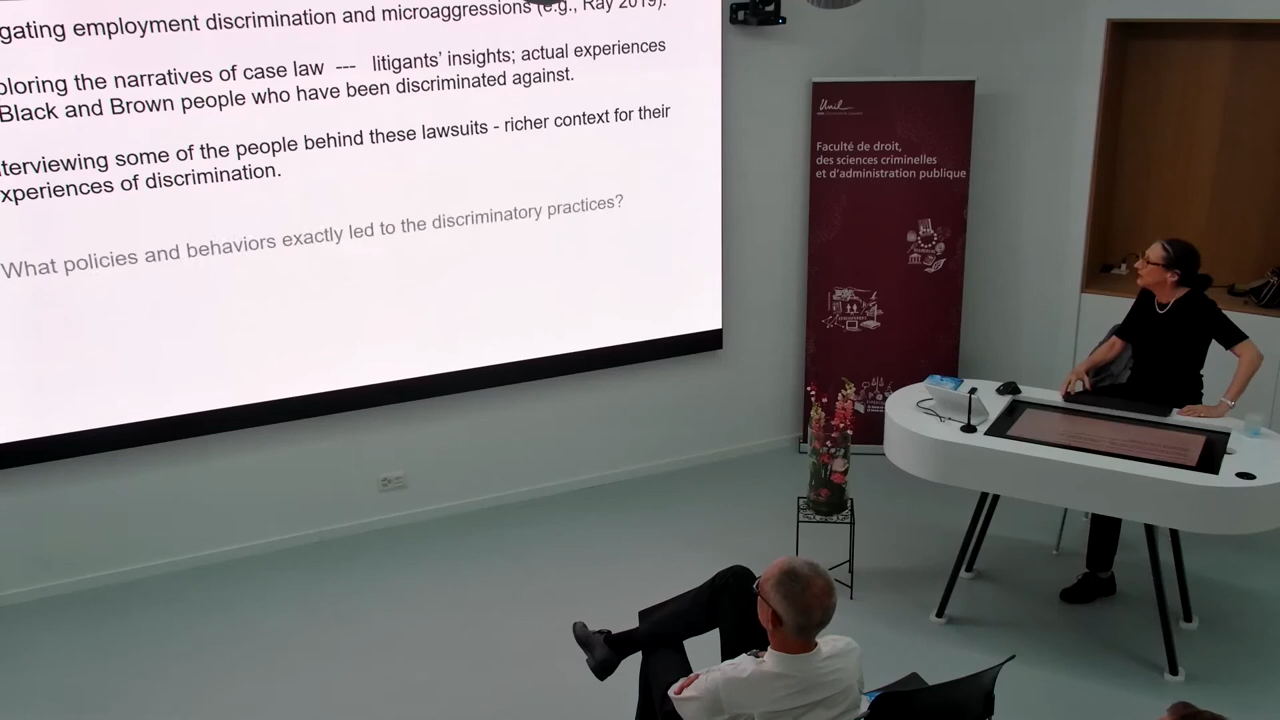 gating employment discrimination and microaggressions (e.g., Ray 2019).
ploring the narratives of case law --- litigants' insights; actual experiences
Black and Brown people who have been discriminated against.
terviewing some of the people behind these lawsuits - richer context for their
xperiences of discrimination.
What policies and behaviors exactly led to the discriminatory practices?
Unil
Faculté de droit,
des sciences criminelles
et d'administration publique